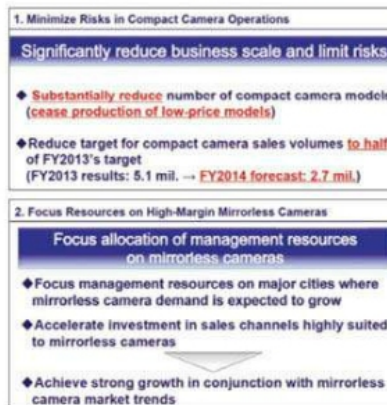 1. Minimize Risks in Compact Camera Operations
Significantly reduce business scale and limit risks
◆ Substantially reduce number of compact camera models
(cease production of low-price models)
◆Reduce target for compact camera sales volumes to half
of FY2013's target
(FY2013 results: 5.1 mil. → FY2014 forecast: 2.7 mil.)
2. Focus Resources on High-Margin Mirrorless Cameras
Focus allocation of management resources
on mirrorless cameras
◆Focus management resources on major cities where
mirrorless camera demand is expected to grow
◆Accelerate investment in sales channels highly suited
to mirrorless cameras
◆Achieve strong growth in conjunction with mirrorless
camera market trends